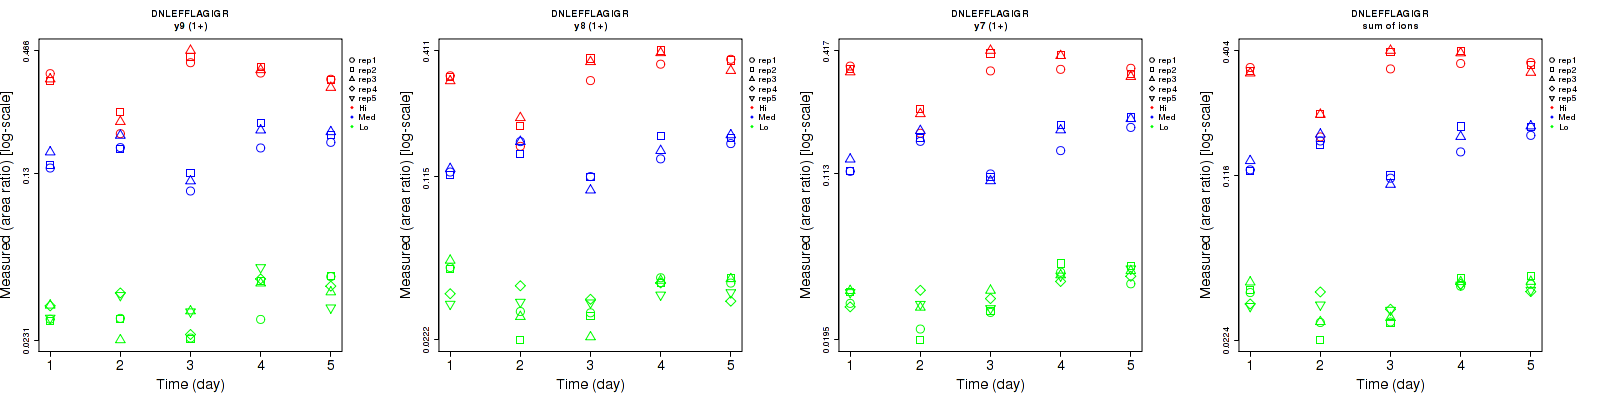 DNLEFFLAGIGR
y9 (1+)
Measured (area ratio) [log-scale]
0.466
0.13
0.0231
1 2 3 4 5
Time (day)
rep1
rep2
rep3
rep4
rep5
Hi
Med
Lo
DNLEFFLAGIGR
y8 (1+)
Measured (area ratio) [log-scale]
0.411
0.115
0.0222
1 2 3 4 5
Time (day)
rep1
rep2
rep3
rep4
rep5
Hi
Med
Lo
DNLEFFLAGIGR
y7 (1+)
Measured (area ratio) [log-scale]
0.417
0.113
0.0195
1 2 3 4 5
Time (day)
rep1
rep2
rep3
rep4
rep5
Hi
Med
Lo
DNLEFFLAGIGR
sum of ions
Measured (area ratio) [log-scale]
0.404
0.116
0.0224
1 2 3 4 5
Time (day)
rep1
rep2
rep3
rep4
rep5
Hi
Med
Lo